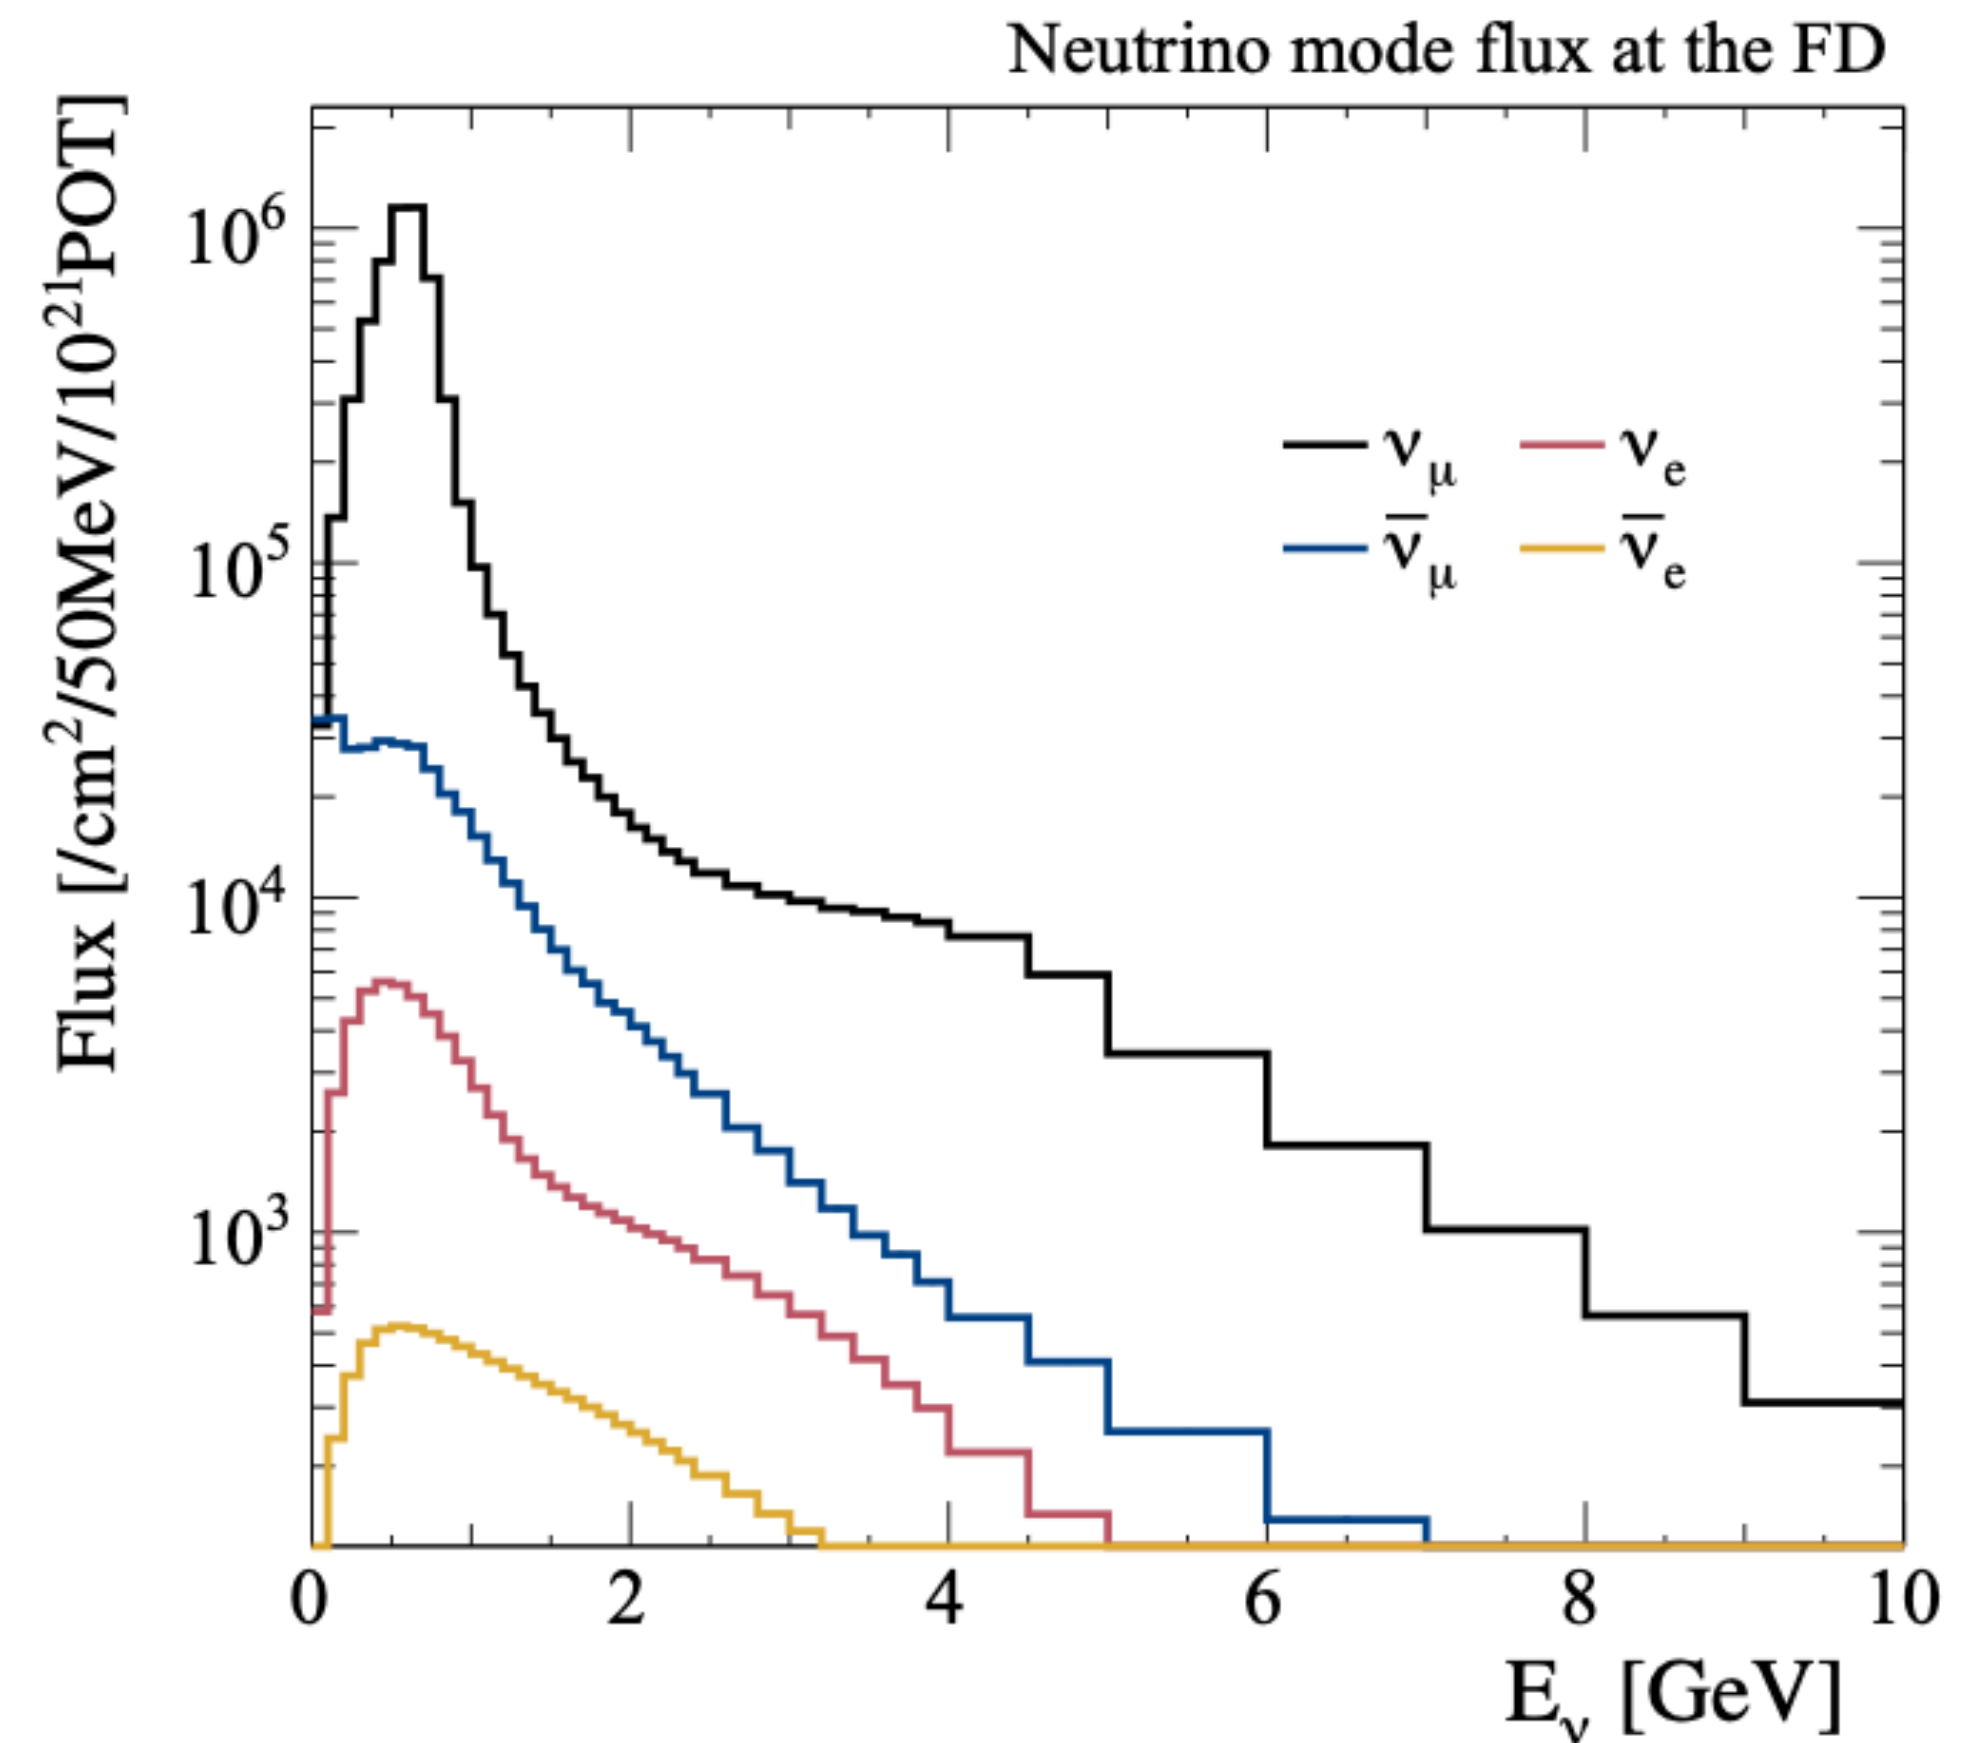 Neutrino mode flux at the FD
Flux [/cm²/50MeV/10²¹POT]
10⁶
10⁵
10⁴
10³
ν_μ ν_e
ν̅_μ ν̅_e
0 2 4 6 8 10
E_ν [GeV]